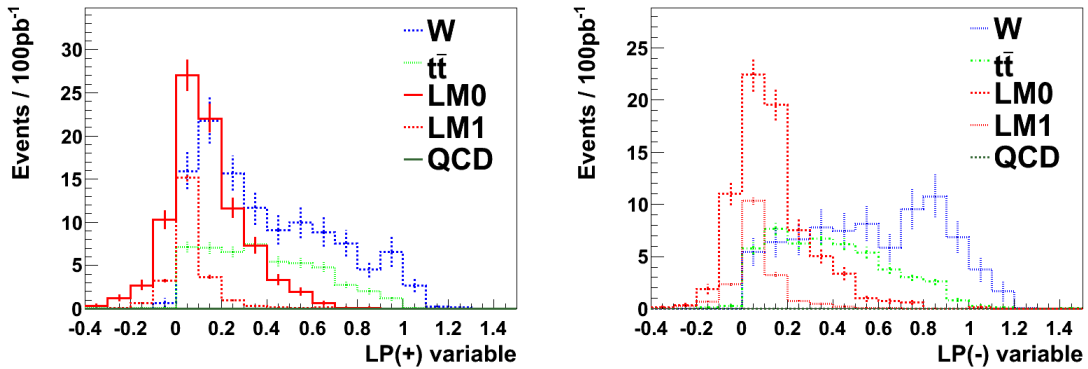 Events / 100pb⁻¹
30
25
20
15
10
5
0
-0.4 -0.2 0 0.2 0.4 0.6 0.8 1 1.2 1.4
LP(+) variable
W
tt̄
LM0
LM1
QCD
Events / 100pb⁻¹
25
20
15
10
5
0
-0.4 -0.2 0 0.2 0.4 0.6 0.8 1 1.2 1.4
LP(-) variable
W
tt̄
LM0
LM1
QCD